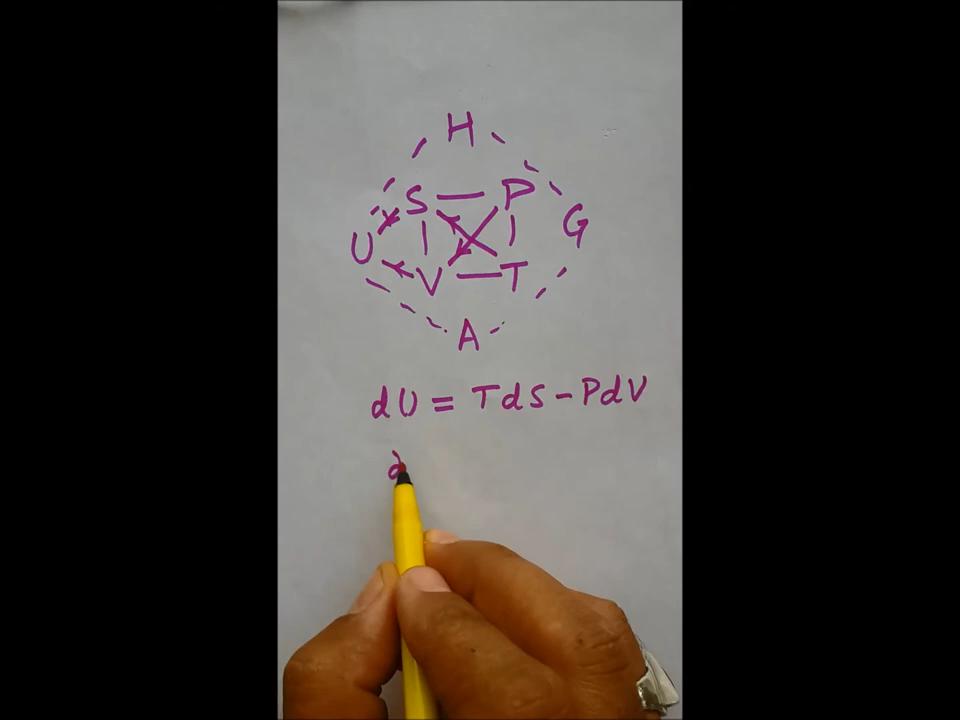 H
S P
U G
V T
A
dU = TdS - PdV
d